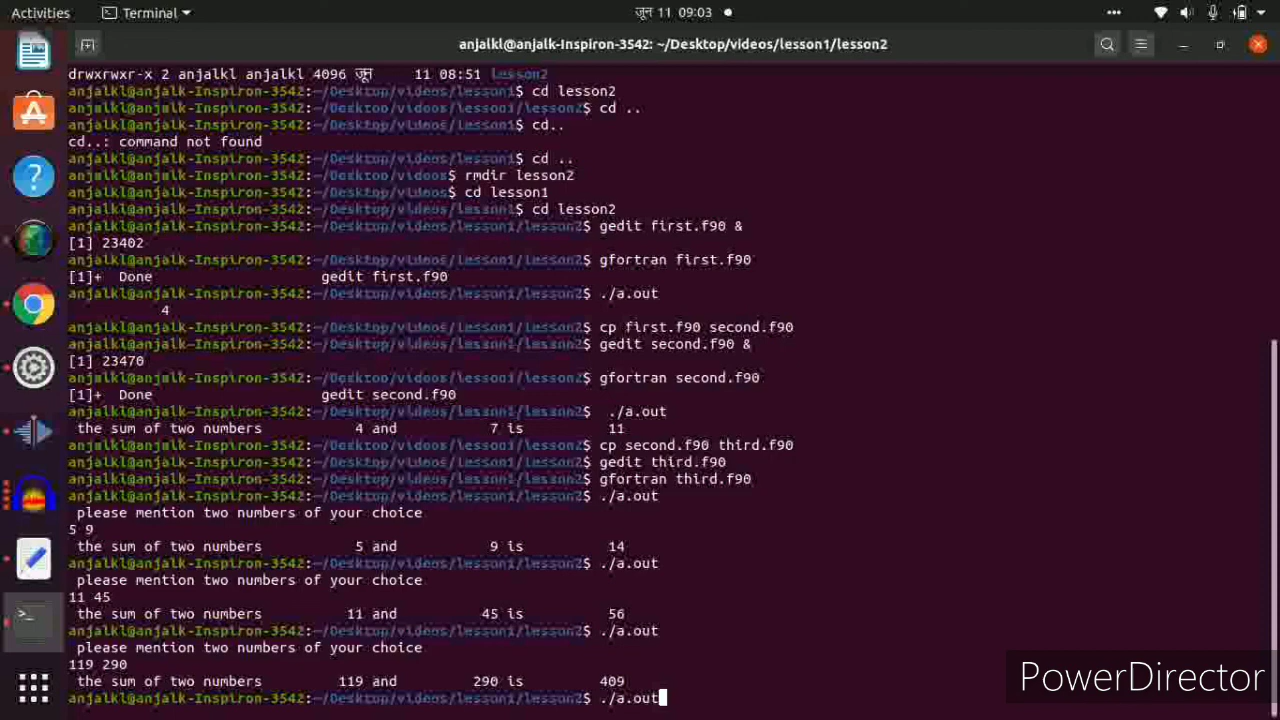 Activities Terminal जून 11 09:03
anjalkl@anjalk-Inspiron-3542: ~/Desktop/videos/lesson1/lesson2
drwxrwxr-x 2 anjalkl anjalkl 4096 जून 11 08:51 lesson2
anjalkl@anjalk-Inspiron-3542:~/Desktop/videos/lesson1$ cd lesson2
anjalkl@anjalk-Inspiron-3542:~/Desktop/videos/lesson1/lesson2$ cd ..
anjalkl@anjalk-Inspiron-3542:~/Desktop/videos/lesson1$ cd..
cd..: command not found
anjalkl@anjalk-Inspiron-3542:~/Desktop/videos/lesson1$ cd ..
anjalkl@anjalk-Inspiron-3542:~/Desktop/videos$ rmdir lesson2
anjalkl@anjalk-Inspiron-3542:~/Desktop/videos$ cd lesson1
anjalkl@anjalk-Inspiron-3542:~/Desktop/videos/lesson1$ cd lesson2
anjalkl@anjalk-Inspiron-3542:~/Desktop/videos/lesson1/lesson2$ gedit first.f90 &
[1] 23402
anjalkl@anjalk-Inspiron-3542:~/Desktop/videos/lesson1/lesson2$ gfortran first.f90
[1]+ Done gedit first.f90
anjalkl@anjalk-Inspiron-3542:~/Desktop/videos/lesson1/lesson2$ ./a.out
4
anjalkl@anjalk-Inspiron-3542:~/Desktop/videos/lesson1/lesson2$ cp first.f90 second.f90
anjalkl@anjalk-Inspiron-3542:~/Desktop/videos/lesson1/lesson2$ gedit second.f90 &
[1] 23470
anjalkl@anjalk-Inspiron-3542:~/Desktop/videos/lesson1/lesson2$ gfortran second.f90
[1]+ Done gedit second.f90
anjalkl@anjalk-Inspiron-3542:~/Desktop/videos/lesson1/lesson2$ ./a.out
the sum of two numbers 4 and 7 is 11
anjalkl@anjalk-Inspiron-3542:~/Desktop/videos/lesson1/lesson2$ cp second.f90 third.f90
anjalkl@anjalk-Inspiron-3542:~/Desktop/videos/lesson1/lesson2$ gedit third.f90
anjalkl@anjalk-Inspiron-3542:~/Desktop/videos/lesson1/lesson2$ gfortran third.f90
anjalkl@anjalk-Inspiron-3542:~/Desktop/videos/lesson1/lesson2$ ./a.out
please mention two numbers of your choice
5 9
the sum of two numbers 5 and 9 is 14
anjalkl@anjalk-Inspiron-3542:~/Desktop/videos/lesson1/lesson2$ ./a.out
please mention two numbers of your choice
11 45
the sum of two numbers 11 and 45 is 56
anjalkl@anjalk-Inspiron-3542:~/Desktop/videos/lesson1/lesson2$ ./a.out
please mention two numbers of your choice
119 290
the sum of two numbers 119 and 290 is 409
anjalkl@anjalk-Inspiron-3542:~/Desktop/videos/lesson1/lesson2$ ./a.out
PowerDirector